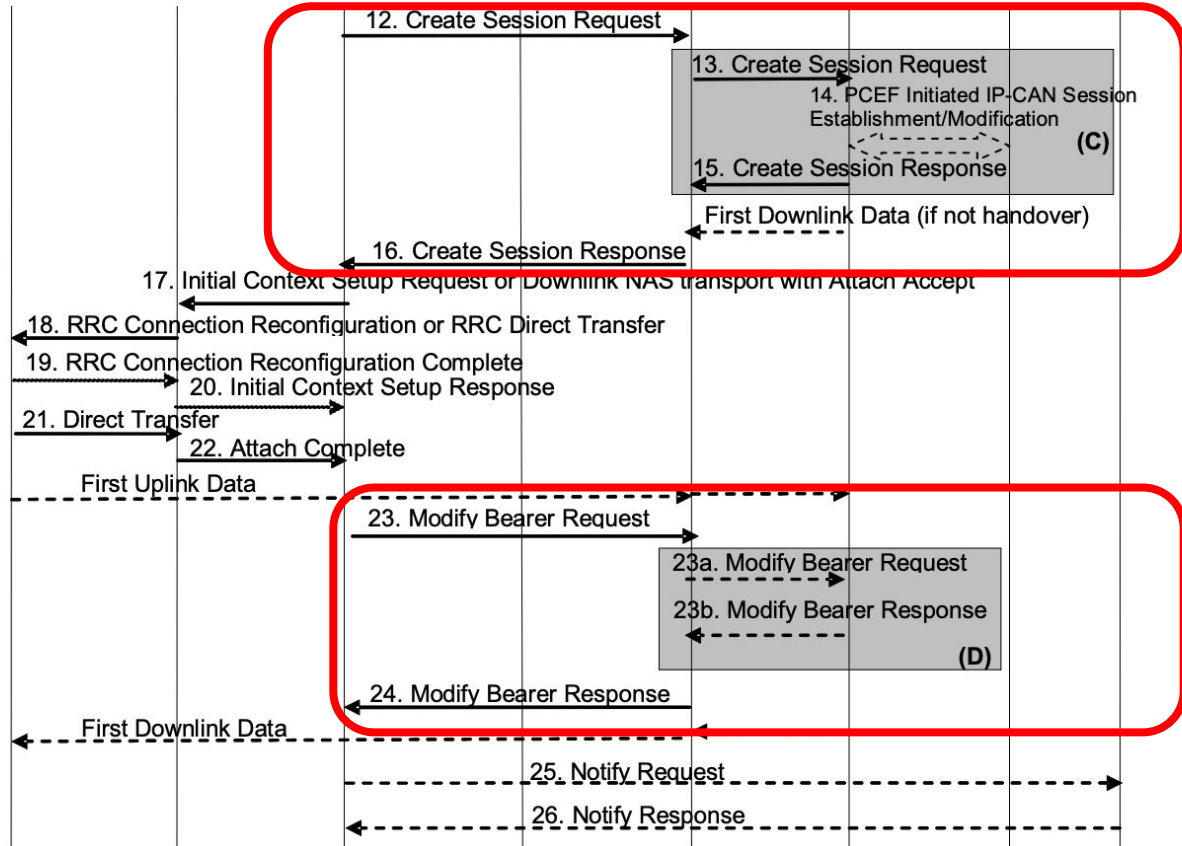 12. Create Session Request
13. Create Session Request
14. PCEF Initiated IP-CAN Session
Establishment/Modification
(C)
15. Create Session Response
First Downlink Data (if not handover)
16. Create Session Response
17. Initial Context Setup Request or Downlink NAS transport with Attach Accept
18. RRC Connection Reconfiguration or RRC Direct Transfer
19. RRC Connection Reconfiguration Complete
20. Initial Context Setup Response
21. Direct Transfer
22. Attach Complete
First Uplink Data
23. Modify Bearer Request
23a. Modify Bearer Request
23b. Modify Bearer Response
(D)
24. Modify Bearer Response
First Downlink Data
25. Notify Request
26. Notify Response